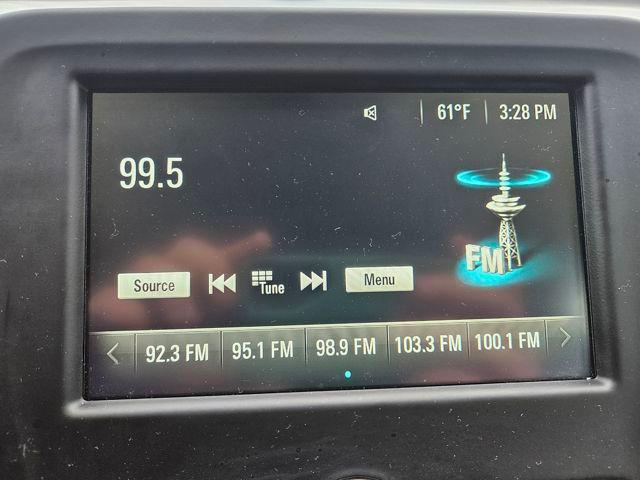 61°F 3:28 PM
99.5
FM
Source Tune Menu
92.3 FM 95.1 FM 98.9 FM 103.3 FM 100.1 FM